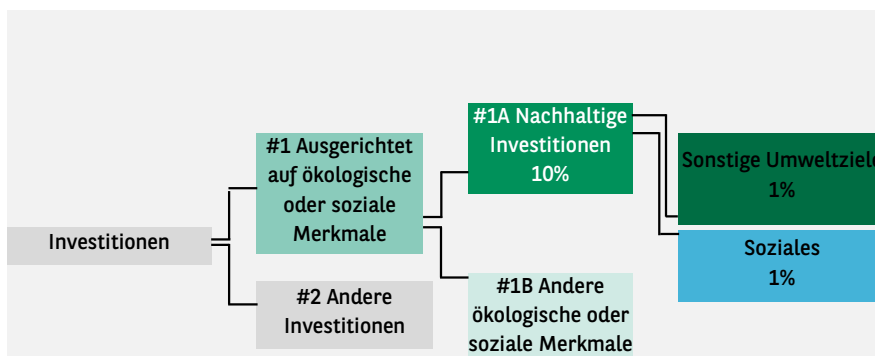 Investitionen
#1 Ausgerichtet
auf ökologische
oder soziale
Merkmale
#2 Andere
Investitionen
#1A Nachhaltige
Investitionen
10%
#1B Andere
ökologische oder
soziale Merkmale
Sonstige Umweltziele
1%
Soziales
1%